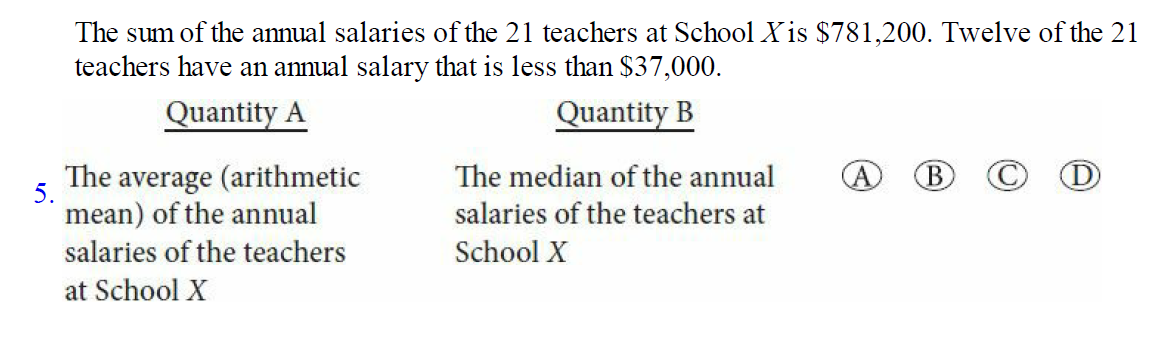 The sum of the annual salaries of the 21 teachers at School X is $781,200. Twelve of the 21
teachers have an annual salary that is less than $37,000.
Quantity A Quantity B
5. The average (arithmetic The median of the annual A B C D
mean) of the annual salaries of the teachers at
salaries of the teachers School X
at School X